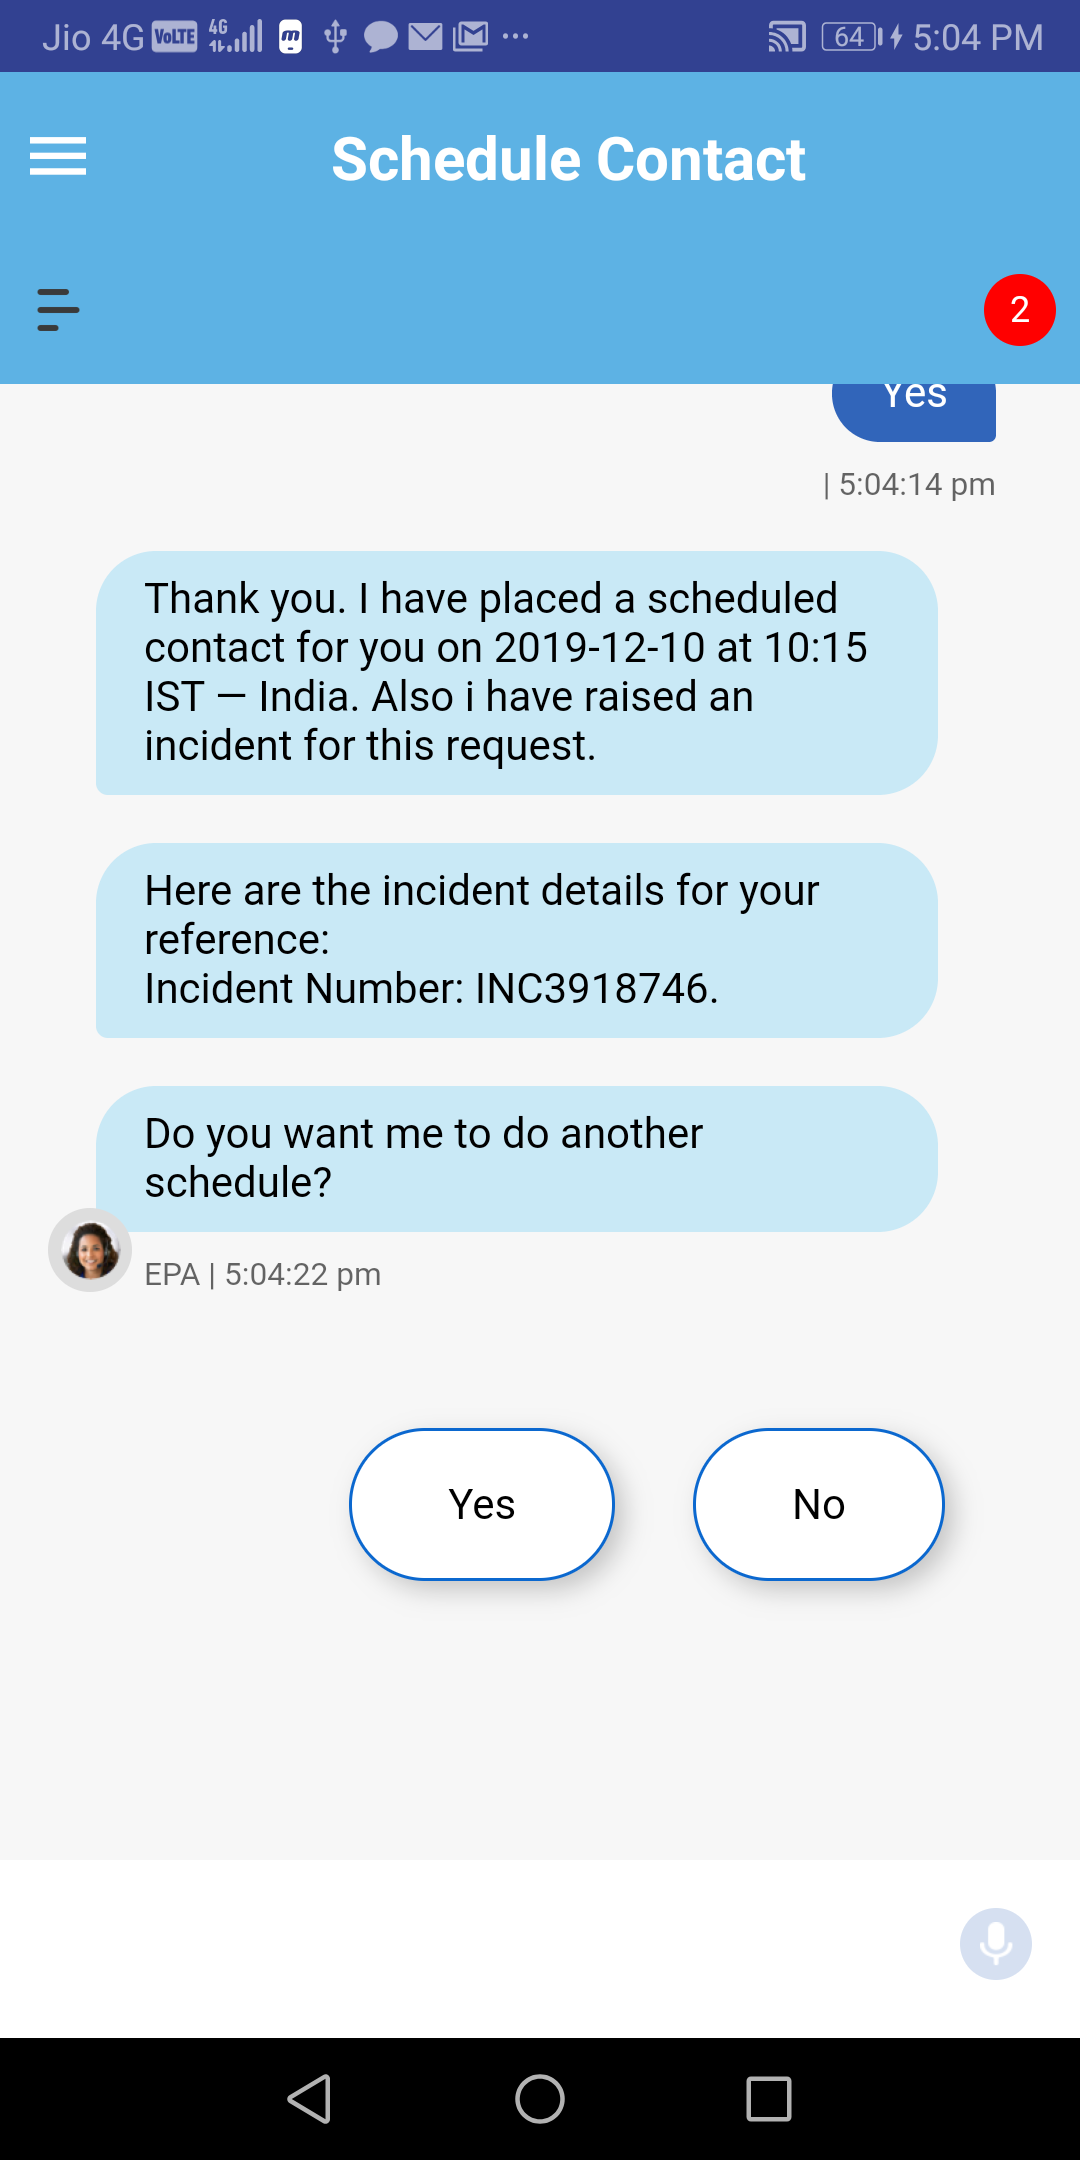 Jio 4G VoLTE 4G 64 5:04 PM
Schedule Contact
2
Yes
| 5:04:14 pm
Thank you. I have placed a scheduled
contact for you on 2019-12-10 at 10:15
IST — India. Also i have raised an
incident for this request.
Here are the incident details for your
reference:
Incident Number: INC3918746.
Do you want me to do another
schedule?
EPA | 5:04:22 pm
Yes No